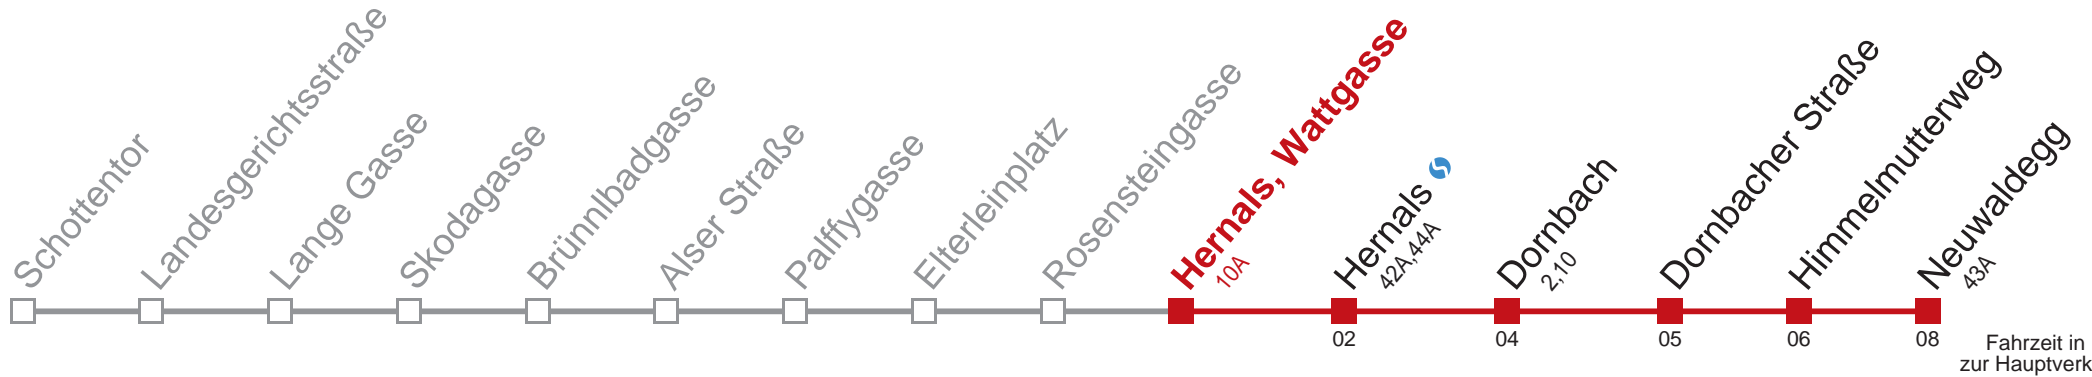 Schottentor
Landesgerichtsstraße
Lange Gasse
Skodagasse
Brünnlbadgasse
Alser Straße
Palffygasse
Elterleinplatz
Rosensteingasse
Hernals, Wattgasse
10A
Hernals
42A,44A
Dornbach
2,10
Dornbacher Straße
Himmelmutterweg
Neuwaldegg
43A
02
04
05
06
08
Fahrzeit in
zur Hauptverk